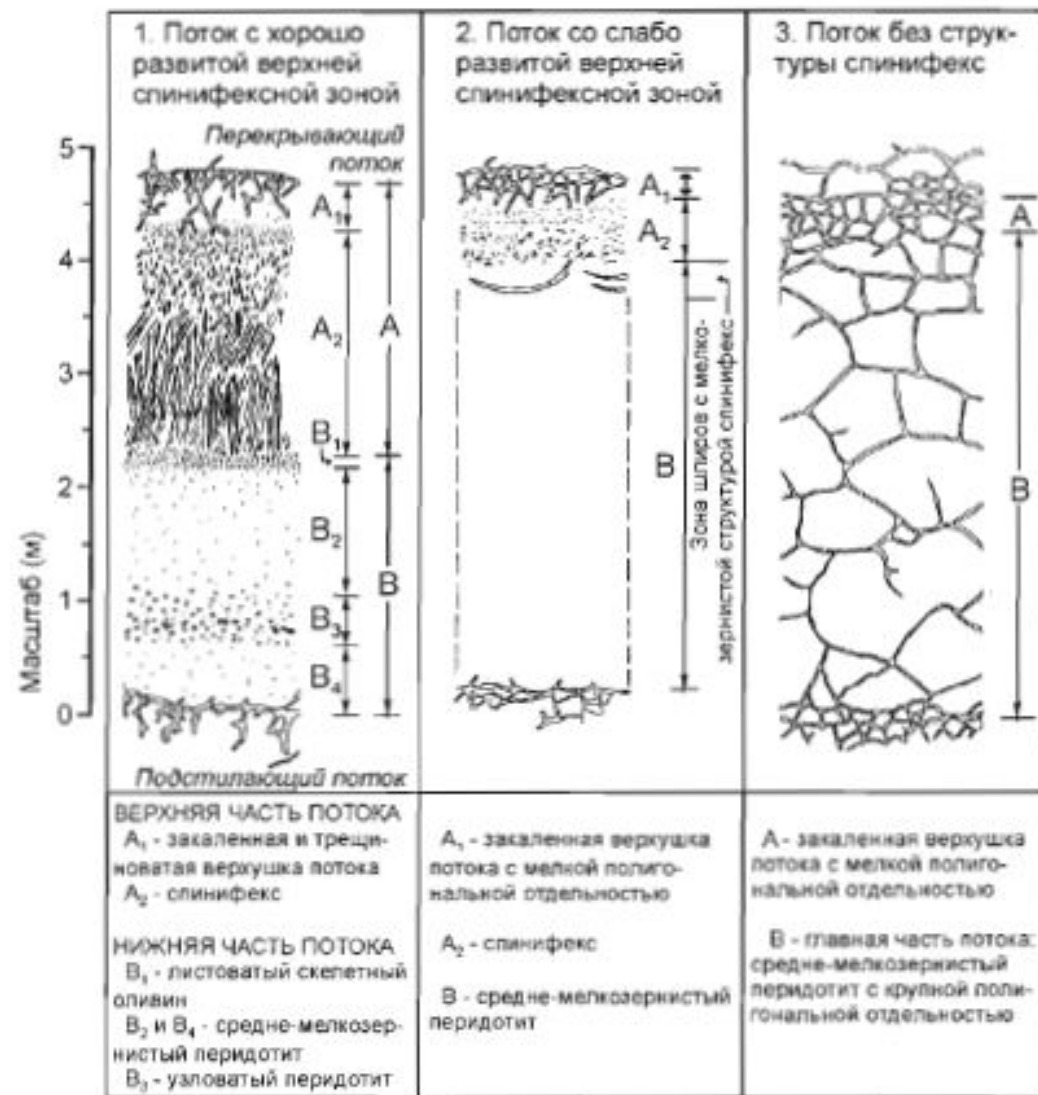 1. Поток с хорошо
развитой верхней
спинифексной зоной
2. Поток со слабо
развитой верхней
спинифексной зоной
3. Поток без струк-
туры спинифекс
Перекрывающий
поток
Масштаб (м)
5
4
3
2
1
0
A₁
A₂
A
B₁
B₂
B₃
B₄
B
Подстилающий поток
A₁
A₂
B
Зона шлиров с мелко-
зернистой структурой спинифекс
A
B
ВЕРХНЯЯ ЧАСТЬ ПОТОКА
A₁ - закаленная и трещи-
новатая верхушка потока
A₂ - спинифекс
НИЖНЯЯ ЧАСТЬ ПОТОКА
B₁ - листоватый скелетный
оливин
B₂ и B₄ - средне-мелкозер-
нистый перидотит
B₃ - узловатый перидотит
A₁ - закаленная верхушка
потока с мелкой полиго-
нальной отдельностью
A₂ - спинифекс
B - средне-мелкозернистый
перидотит
A - закаленная верхушка
потока с мелкой полиго-
нальной отдельностью
B - главная часть потока:
средне-мелкозернистый
перидотит с крупной поли-
гональной отдельностью